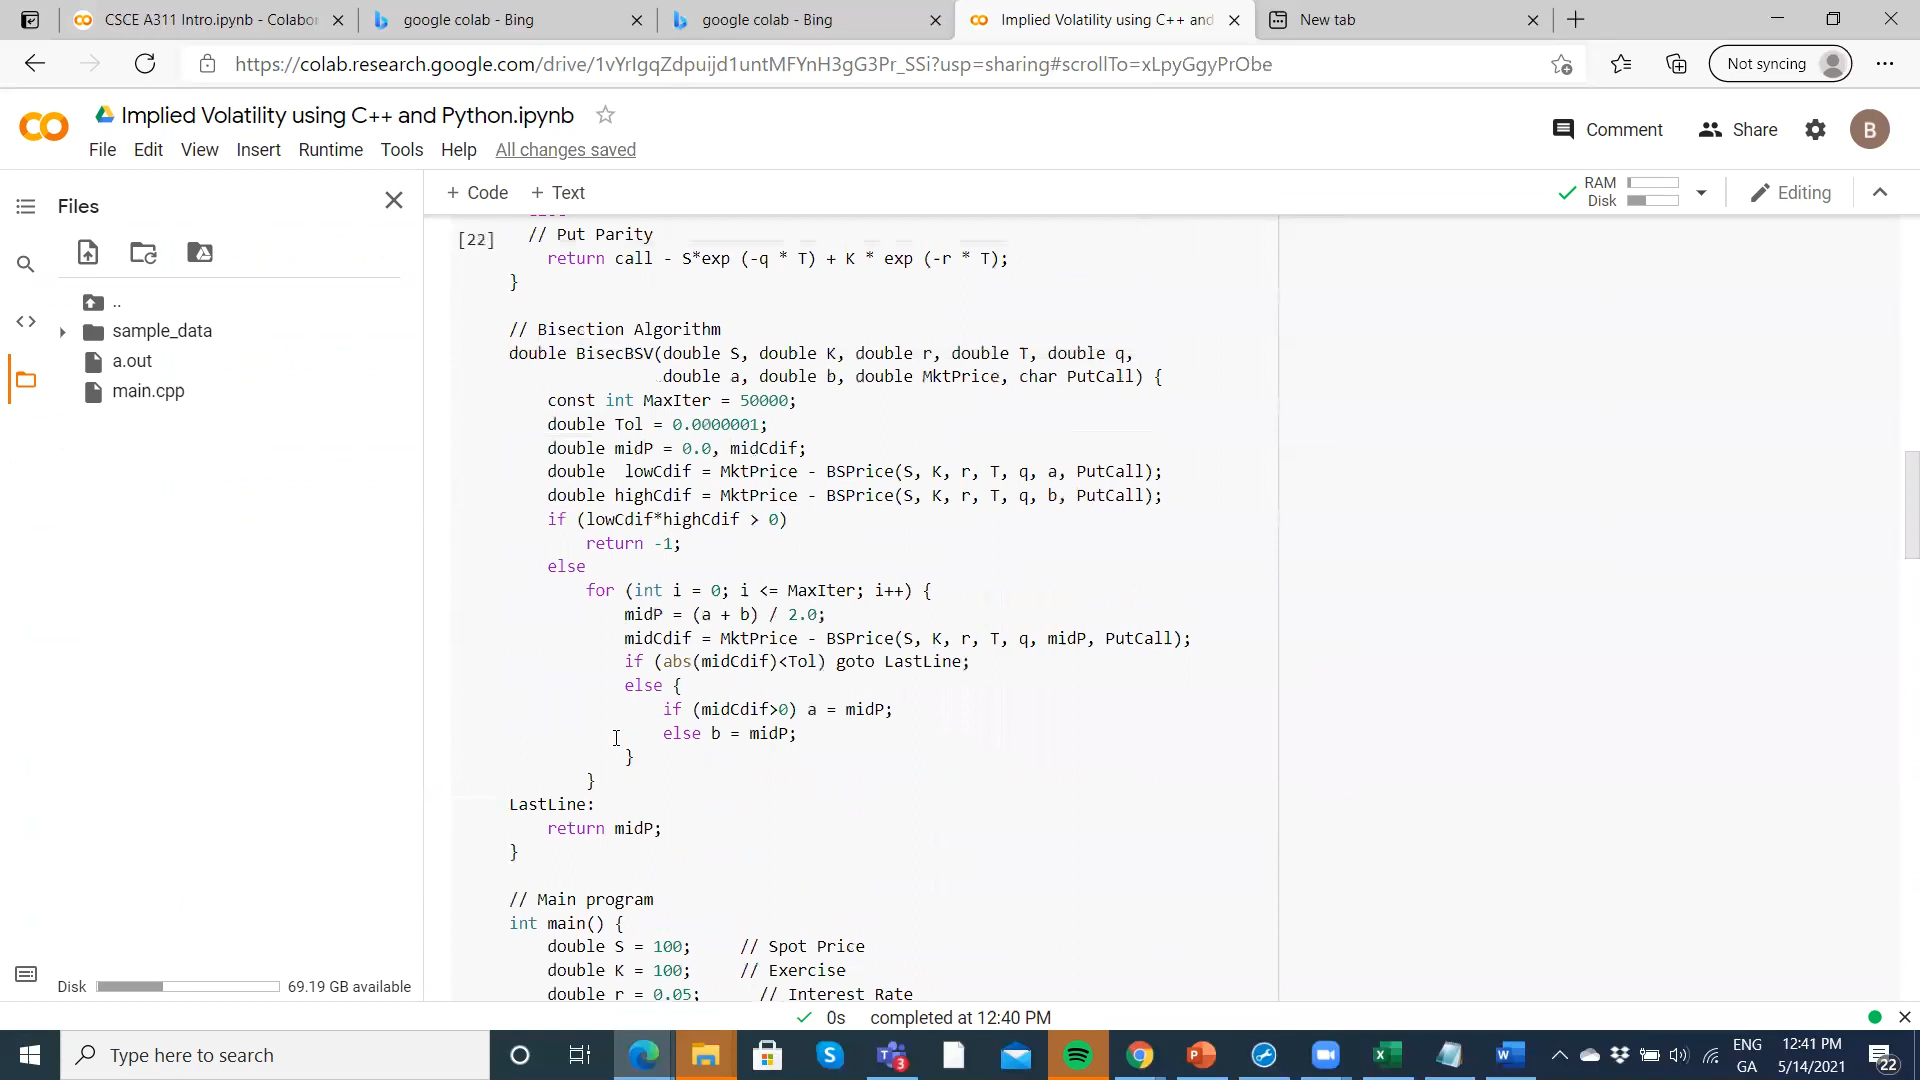 CSCE A311 Intro.ipynb - Colabor
google colab - Bing
google colab - Bing
Implied Volatility using C++ and
New tab
https://colab.research.google.com/drive/1vYrIgqZdpuijd1untMFYnH3gG3Pr_SSi?usp=sharing#scrollTo=xLpyGgyPrObe
Not syncing
Implied Volatility using C++ and Python.ipynb
Comment
Share
B
File Edit View Insert Runtime Tools Help All changes saved
Files
+ Code + Text
RAM
Disk
Editing
[22]
// Put Parity
return call - S*exp (-q * T) + K * exp (-r * T);
}
..
sample_data
a.out
main.cpp
// Bisection Algorithm
double BisecBSV(double S, double K, double r, double T, double q,
double a, double b, double MktPrice, char PutCall) {
const int MaxIter = 50000;
double Tol = 0.0000001;
double midP = 0.0, midCdif;
double  lowCdif = MktPrice - BSPrice(S, K, r, T, q, a, PutCall);
double highCdif = MktPrice - BSPrice(S, K, r, T, q, b, PutCall);
if (lowCdif*highCdif > 0)
return -1;
else
for (int i = 0; i <= MaxIter; i++) {
midP = (a + b) / 2.0;
midCdif = MktPrice - BSPrice(S, K, r, T, q, midP, PutCall);
if (abs(midCdif)<Tol) goto LastLine;
else {
if (midCdif>0) a = midP;
else b = midP;
}
}
LastLine:
return midP;
}
// Main program
int main() {
double S = 100;     // Spot Price
double K = 100;     // Exercise
double r = 0.05;      // Interest Rate
Disk
69.19 GB available
0s completed at 12:40 PM
Type here to search
3
ENG
GA
12:41 PM
5/14/2021
22